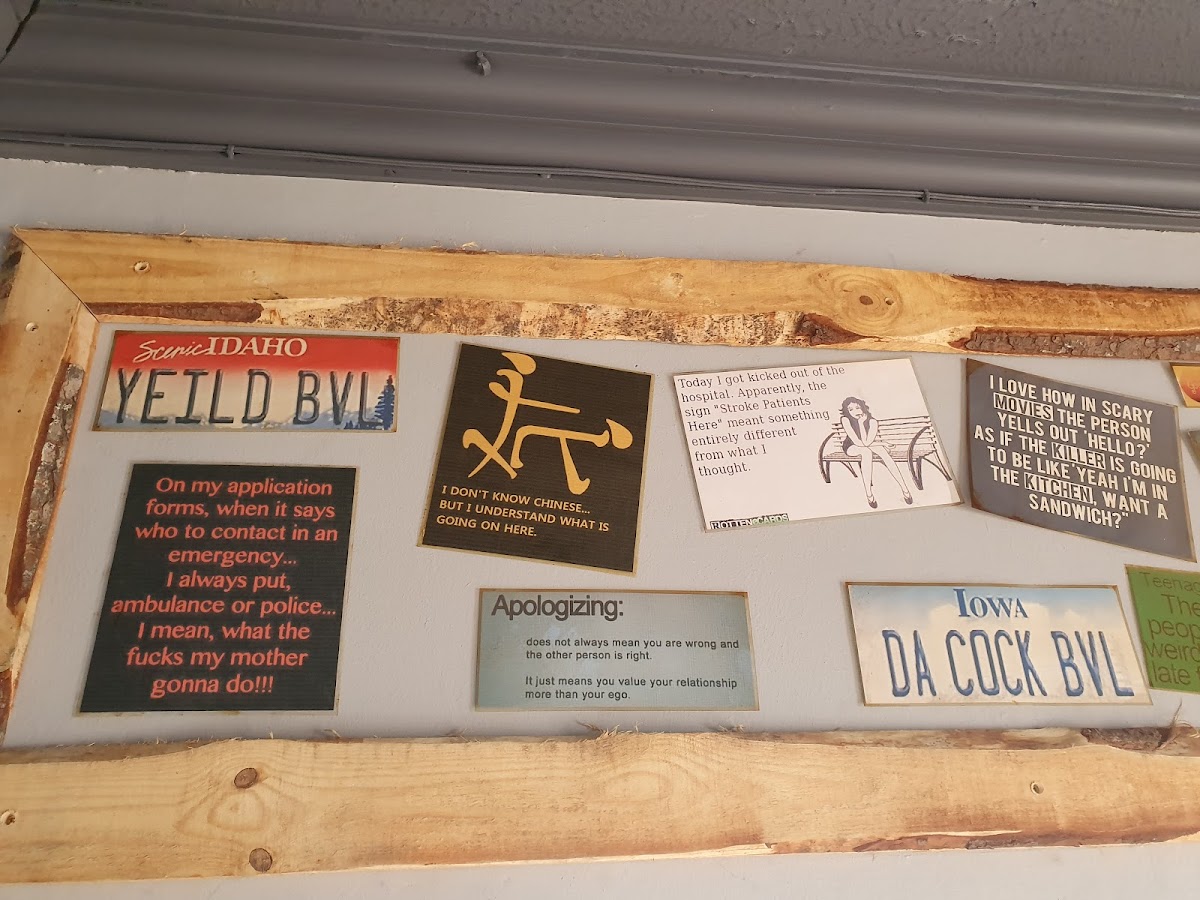 Scenic IDAHO
YEILD BVL
On my application
forms, when it says
who to contact in an
emergency...
I always put,
ambulance or police...
I mean, what the
fucks my mother
gonna do!!!
I DON'T KNOW CHINESE...
BUT I UNDERSTAND WHAT IS
GOING ON HERE.
Apologizing:
does not always mean you are wrong and
the other person is right.
It just means you value your relationship
more than your ego.
Today I got kicked out of the
hospital. Apparently, the
sign "Stroke Patients
Here" meant something
entirely different
from what I
thought.
ROTTENeCARDS
I LOVE HOW IN SCARY
MOVIES THE PERSON
YELLS OUT 'HELLO?'
AS IF THE KILLER IS GOING
TO BE LIKE 'YEAH I'M IN
THE KITCHEN, WANT A
SANDWICH?"
IOWA
DA COCK BVL
late